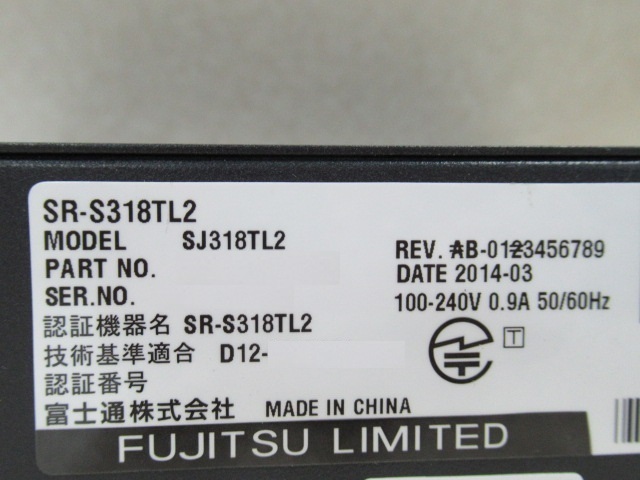 SR-S318TL2
MODEL SJ318TL2
PART NO.
SER.NO.
REV. AB-0123456789
DATE 2014-03
100-240V 0.9A 50/60Hz
認証機器名 SR-S318TL2
技術基準適合 D12-
認証番号
T
富士通株式会社 MADE IN CHINA
FUJITSU LIMITED